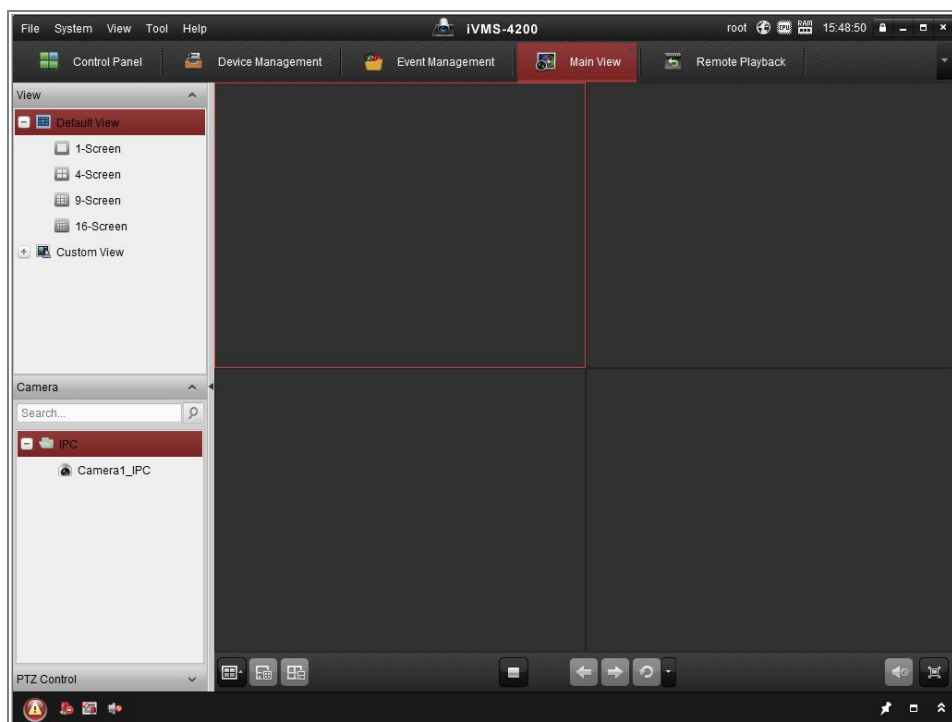 File System View Tool Help iVMS-4200 root CPU RAM 15:48:50
Control Panel Device Management Event Management Main View Remote Playback
View
Default View
1-Screen
4-Screen
9-Screen
16-Screen
Custom View
Camera
Search...
IPC
Camera1_IPC
PTZ Control